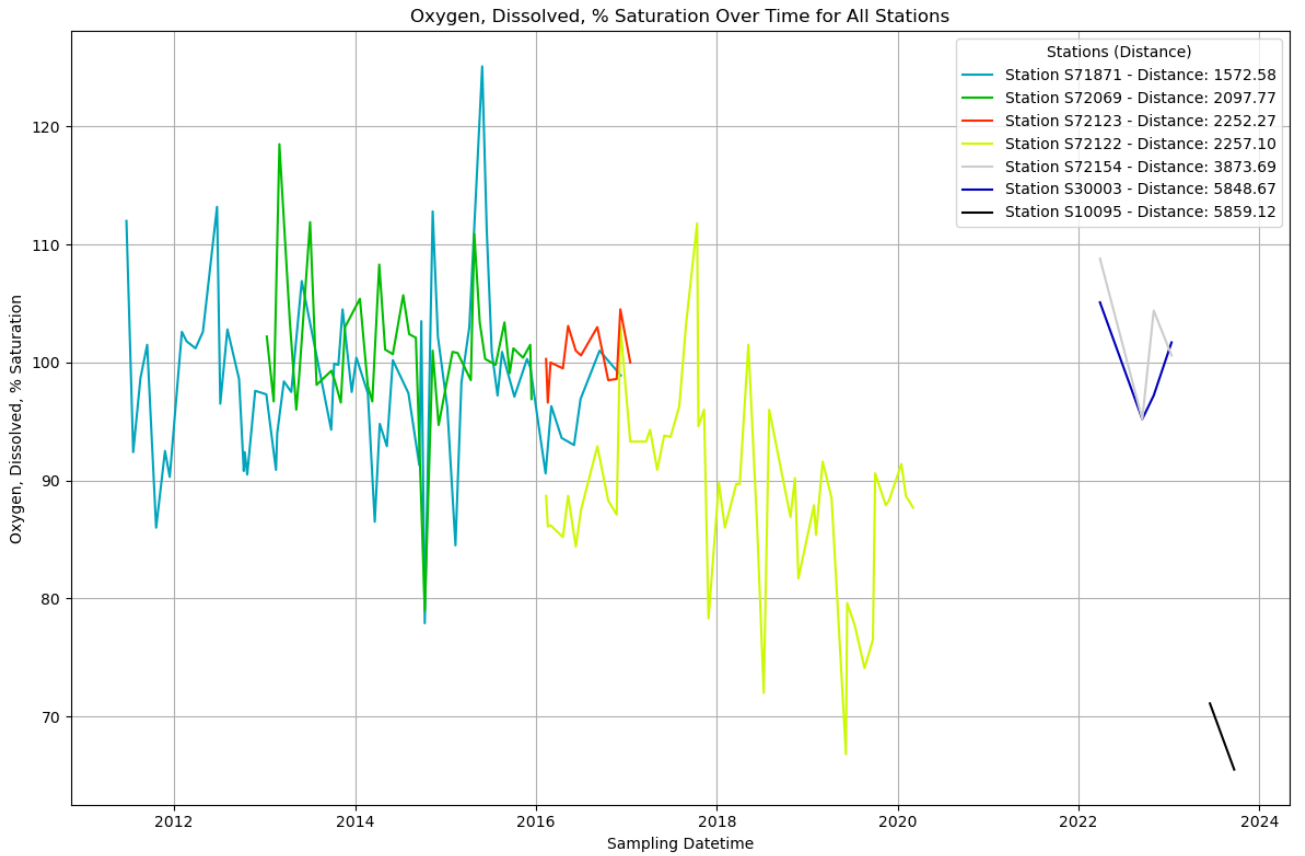 Oxygen, Dissolved, % Saturation Over Time for All Stations
Stations (Distance)
Station S71871 - Distance: 1572.58
Station S72069 - Distance: 2097.77
Station S72123 - Distance: 2252.27
Station S72122 - Distance: 2257.10
Station S72154 - Distance: 3873.69
Station S30003 - Distance: 5848.67
Station S10095 - Distance: 5859.12
Oxygen, Dissolved, % Saturation
120
110
100
90
80
70
2012 2014 2016 2018 2020 2022 2024
Sampling Datetime